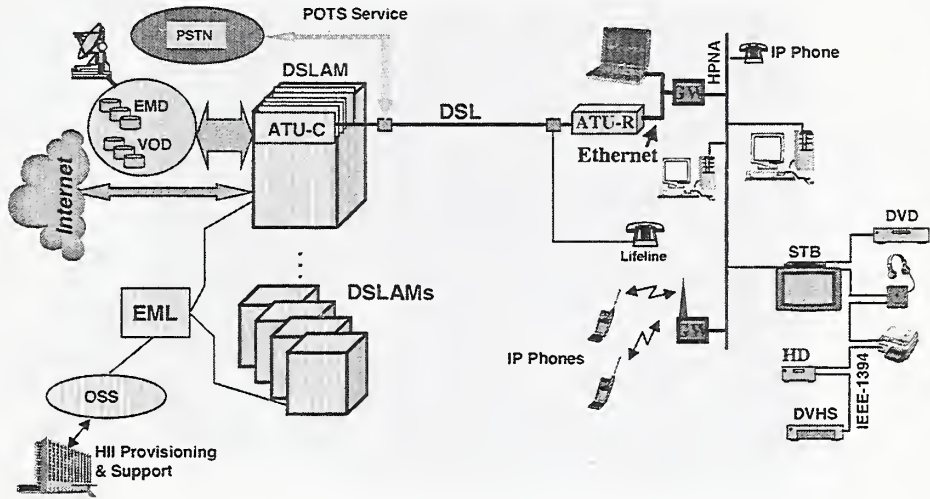 POTS Service
PSTN
DSLAM
EMD
VOD
ATU-C
Internet
DSL
ATU-R
Ethernet
GW
HPNA
IP Phone
Lifeline
DSLAMs
EML
OSS
HII Provisioning
& Support
IP Phones
GW
STB
DVD
HD
DVHS
IEEE-1394